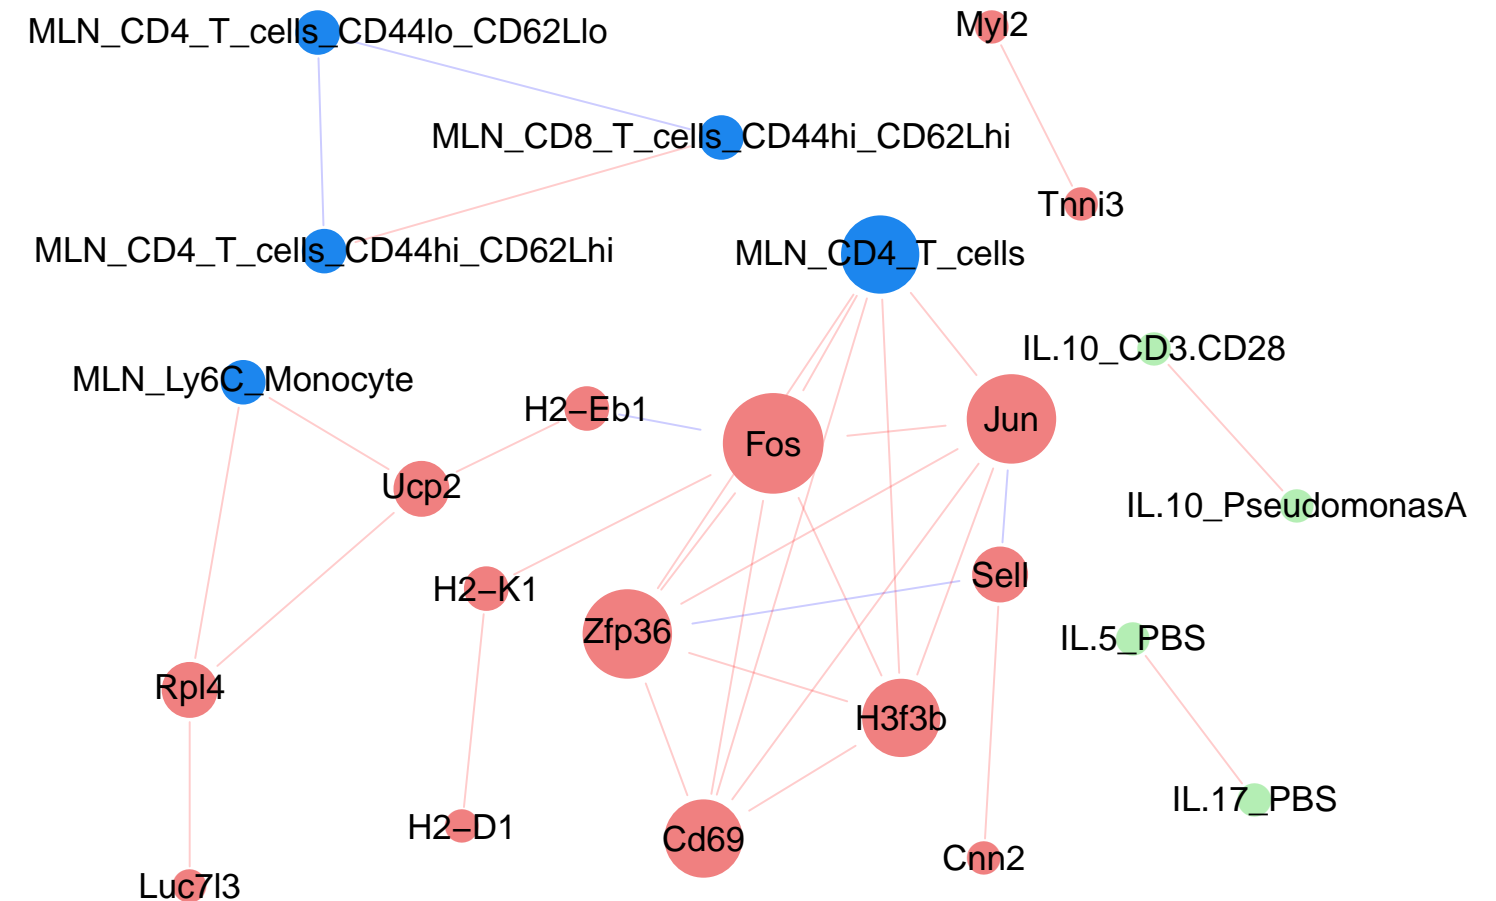 Myl2
MLN_CD4_T_cells_CD44lo_CD62Llo
MLN_CD8_T_cells_CD44hi_CD62Lhi
Tnni3
MLN_CD4_T_cells_CD44hi_CD62Lhi
MLN_CD4_T_cells
IL.10_CD3.CD28
MLN_Ly6C_Monocyte
H2−Eb1
Jun
Fos
Ucp2
IL.10_PseudomonasA
Sell
H2−K1
Zfp36
IL.5_PBS
Rpl4
H3f3b
IL.17_PBS
H2−D1
Cd69
Cnn2
Luc7l3